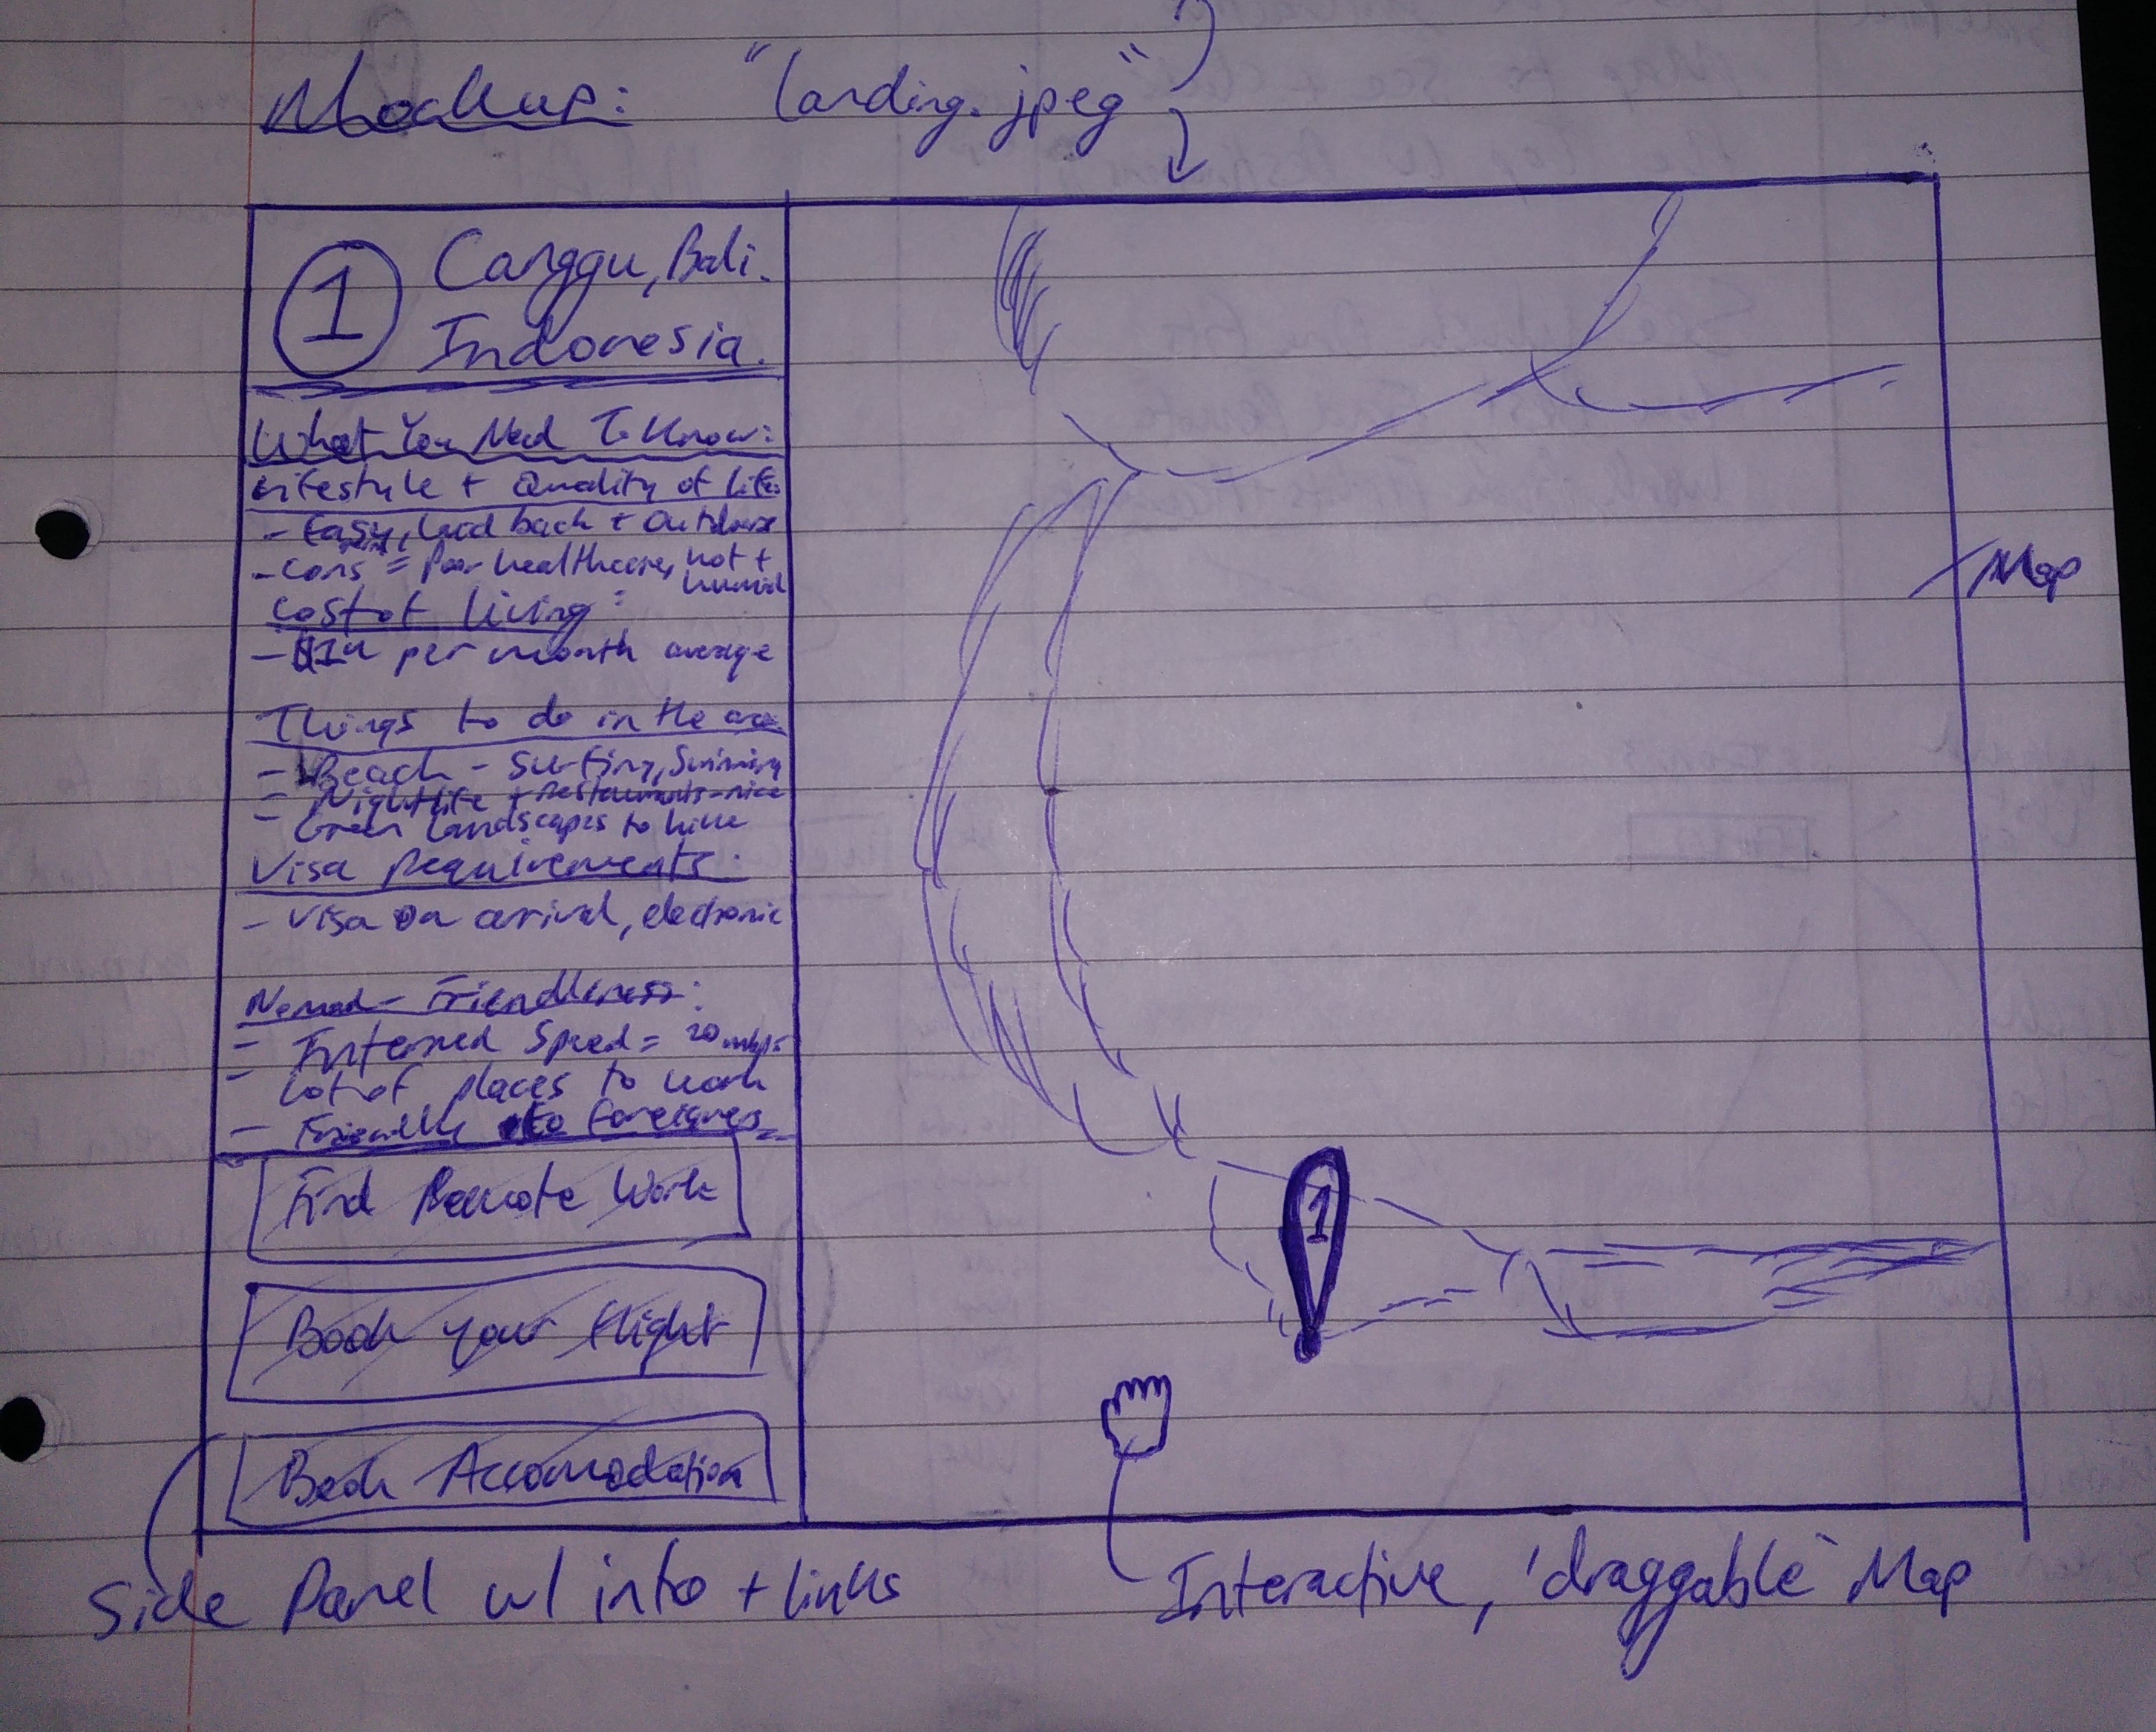 Mockup: "landing.jpeg"
1
Canggu, Bali.
Indonesia.
What You Need To Know:
Lifestyle + Quality of Life:
- Easy, laid back + Outdoor
- Cons = Poor healthcare, hot +
humid
Cost of living:
- $1k per month average
Things to do in the area
- Beach - Surfing, Swimming
- Nightlife + Restaurants - nice
- Green Landscapes to hike
Visa Requirements:
- Visa on arrival, electronic
Nomad-Friendleness:
- Interned Speed = 20 mbps
- Lot of places to work
- Friendly to foreigners
Find Remote Work
Book your flight
Book Accomodation
1
Map
Side Panel w/ info + links
Interactive, 'draggable' Map